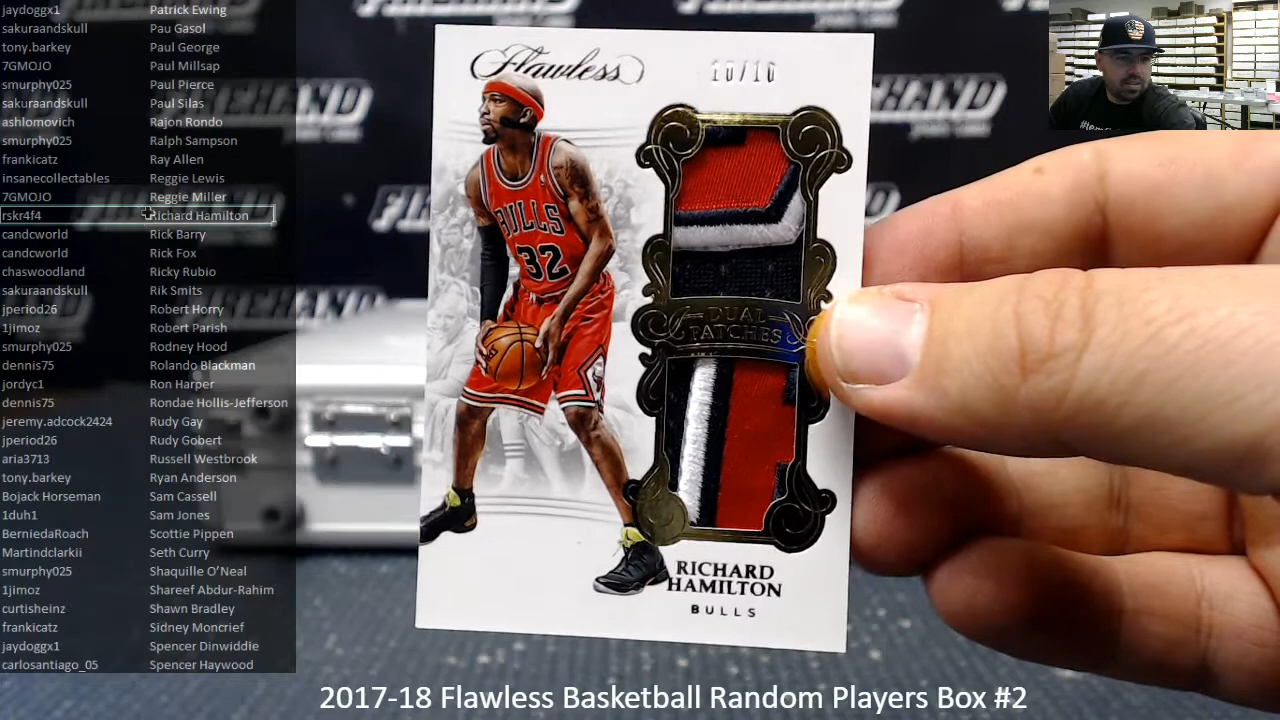 jaydoggx1 Patrick Ewing
sakuraandskull Pau Gasol
tony.barkey Paul George
7GMOJO Paul Millsap
smurphy025 Paul Pierce
sakuraandskull Paul Silas
ashlomovich Rajon Rondo
smurphy025 Ralph Sampson
frankicatz Ray Allen
insanecollectables Reggie Lewis
7GMOJO Reggie Miller
rskr4f4 Richard Hamilton
candcworld Rick Barry
candcworld Rick Fox
chaswoodland Ricky Rubio
sakuraandskull Rik Smits
jperiod26 Robert Horry
1jimoz Robert Parish
smurphy025 Rodney Hood
dennis75 Rolando Blackman
jordyc1 Ron Harper
dennis75 Rondae Hollis-Jefferson
jeremy.adcock2424 Rudy Gay
jperiod26 Rudy Gobert
aria3713 Russell Westbrook
tony.barkey Ryan Anderson
Bojack Horseman Sam Cassell
1duh1 Sam Jones
BerniedaRoach Scottie Pippen
Martindclarkii Seth Curry
smurphy025 Shaquille O'Neal
1jimoz Shareef Abdur-Rahim
curtisheinz Shawn Bradley
frankicatz Sidney Moncrief
jaydoggx1 Spencer Dinwiddie
carlosantiago_05 Spencer Haywood
Flawless
10/10
BULLS
32
DUAL
PATCHES
RICHARD
HAMILTON
BULLS
2017-18 Flawless Basketball Random Players Box #2